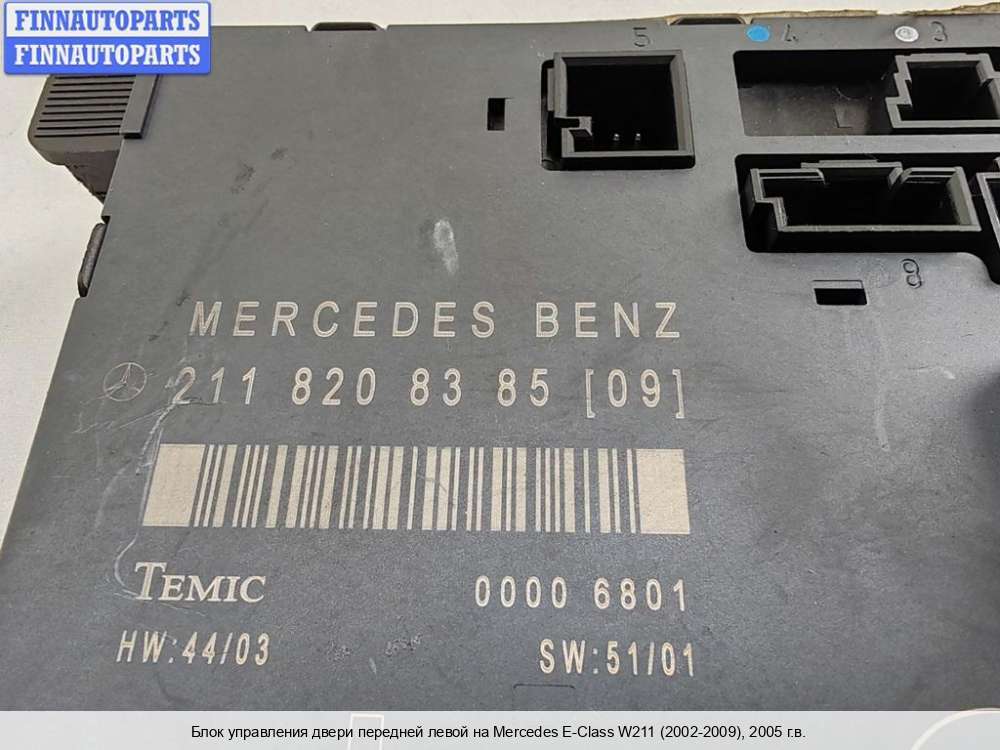 FINNAUTOPARTS
FINNAUTOPARTS
5 4 3
8
MERCEDES BENZ
211 820 83 85 [09]
TEMIC
0000 6801
HW:44/03
SW:51/01
Блок управления двери передней левой на Mercedes E-Class W211 (2002-2009), 2005 г.в.